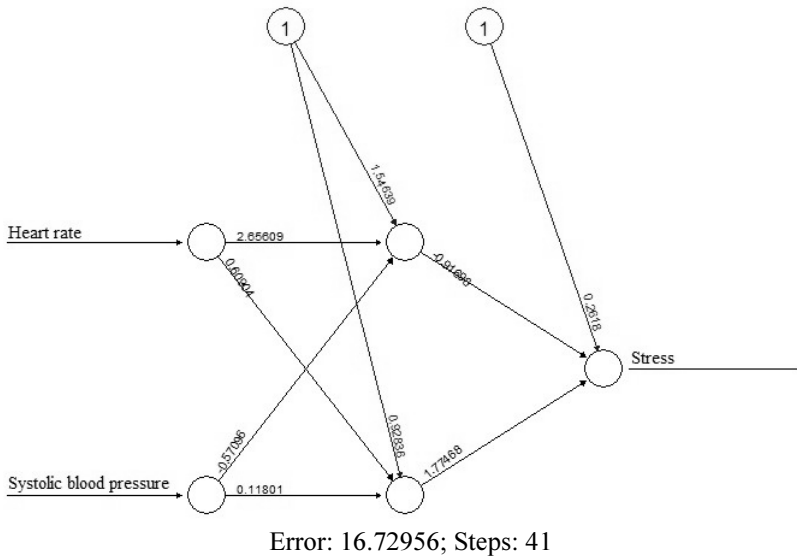 1
1
1.54639
Heart rate
2.65609
0.60904
-0.91698
0.2618
Stress
-0.57096
0.92836
1.77468
Systolic blood pressure
0.11801
Error: 16.72956; Steps: 41